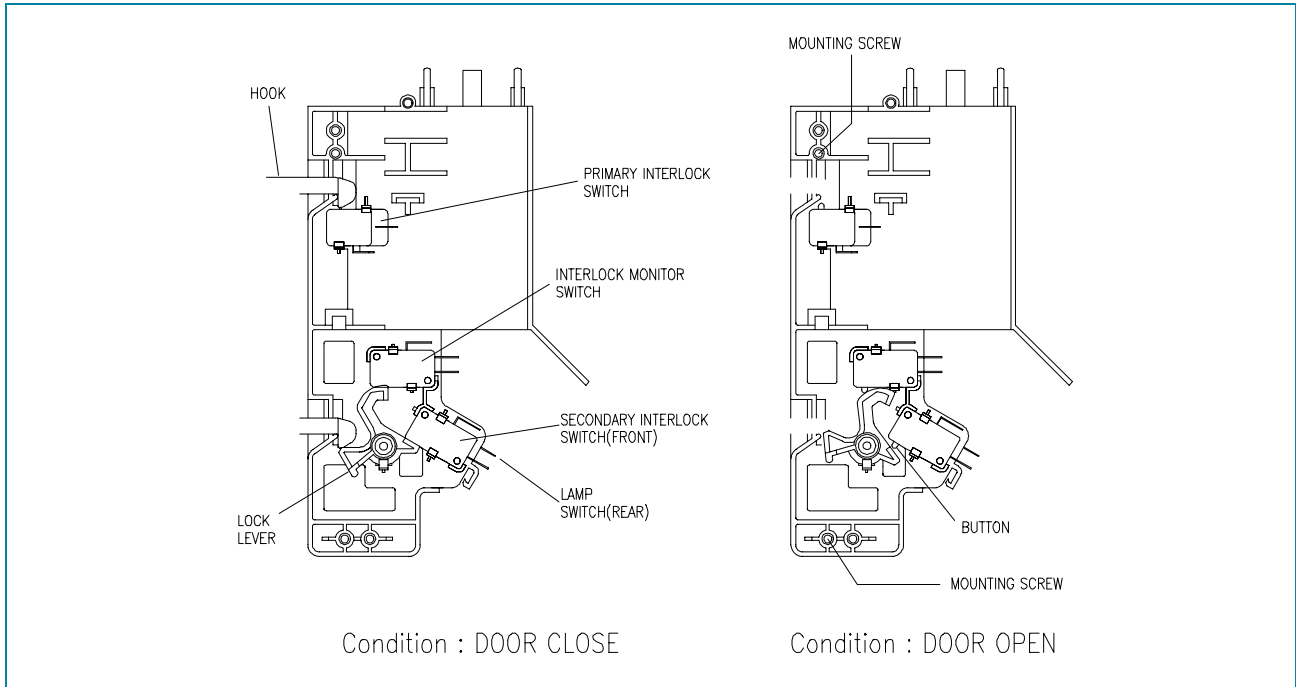 MOUNTING SCREW
HOOK
PRIMARY INTERLOCK
SWITCH
INTERLOCK MONITOR
SWITCH
SECONDARY INTERLOCK
SWITCH(FRONT)
LAMP
SWITCH(REAR)
LOCK
LEVER
BUTTON
MOUNTING SCREW
Condition : DOOR CLOSE
Condition : DOOR OPEN